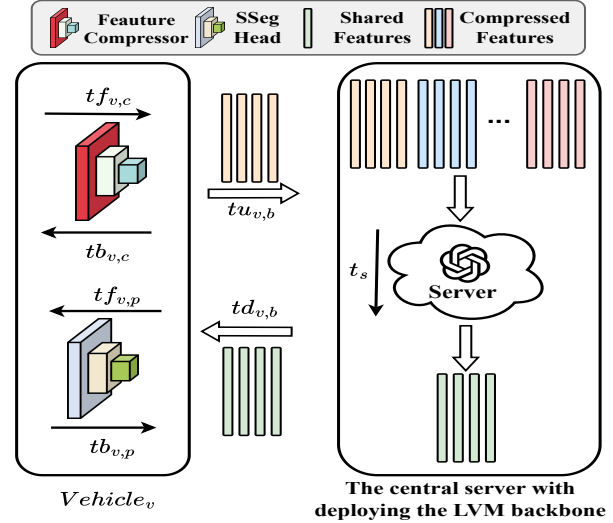 Feauture
Compressor
SSeg
Head
Shared
Features
Compressed
Features
tf_{v,c}
tb_{v,c}
tf_{v,p}
tb_{v,p}
Vehicle_v
tu_{v,b}
td_{v,b}
...
t_s
Server
The central server with
deploying the LVM backbone